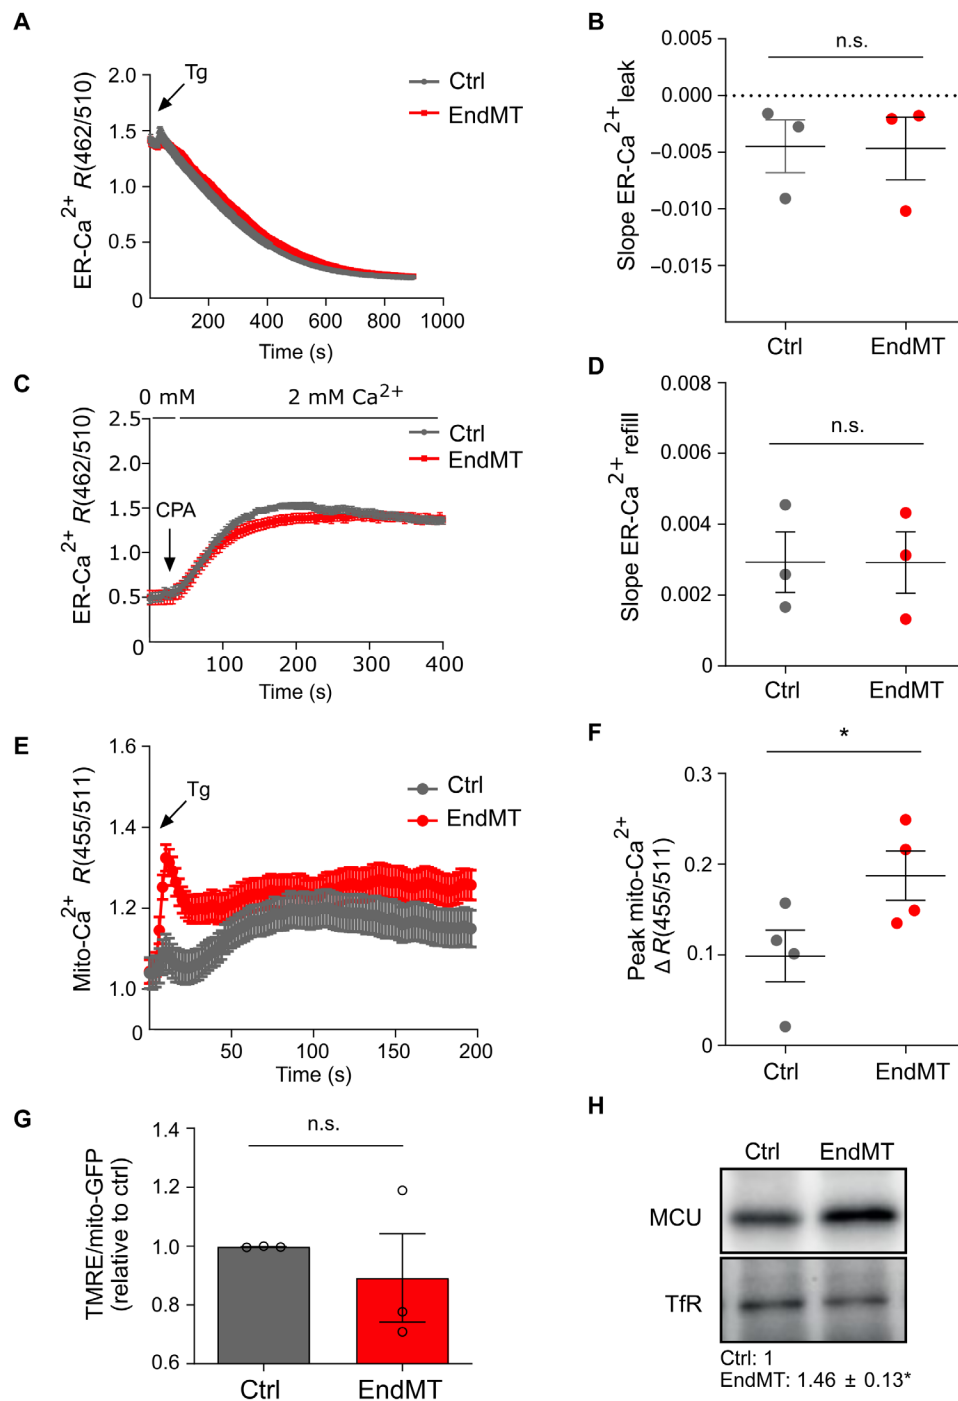 A
ER-Ca2+ R(462/510)
2.0
1.5
1.0
0.5
0
Tg
Ctrl
EndMT
200
400
600
800
1000
Time (s)
B
Slope ER-Ca2+ leak
0.005
0.000
−0.005
−0.010
−0.015
n.s.
Ctrl
EndMT
C
0 mM
2 mM Ca2+
ER-Ca2+ R(462/510)
2.5
2.0
1.5
1.0
0.5
0
CPA
Ctrl
EndMT
100
200
300
400
Time (s)
D
Slope ER-Ca2+ refill
0.008
0.006
0.004
0.002
0
n.s.
Ctrl
EndMT
E
Mito-Ca2+ R(455/511)
1.6
1.4
1.2
1.0
0
Tg
Ctrl
EndMT
50
100
150
200
Time (s)
F
Peak mito-Ca2+
Δ R(455/511)
0.3
0.2
0.1
0
*
Ctrl
EndMT
G
TMRE/mito-GFP
(relative to ctrl)
1.4
1.2
1.0
0.8
0.6
n.s.
Ctrl
EndMT
H
Ctrl
EndMT
MCU
TfR
Ctrl: 1
EndMT: 1.46 ± 0.13*